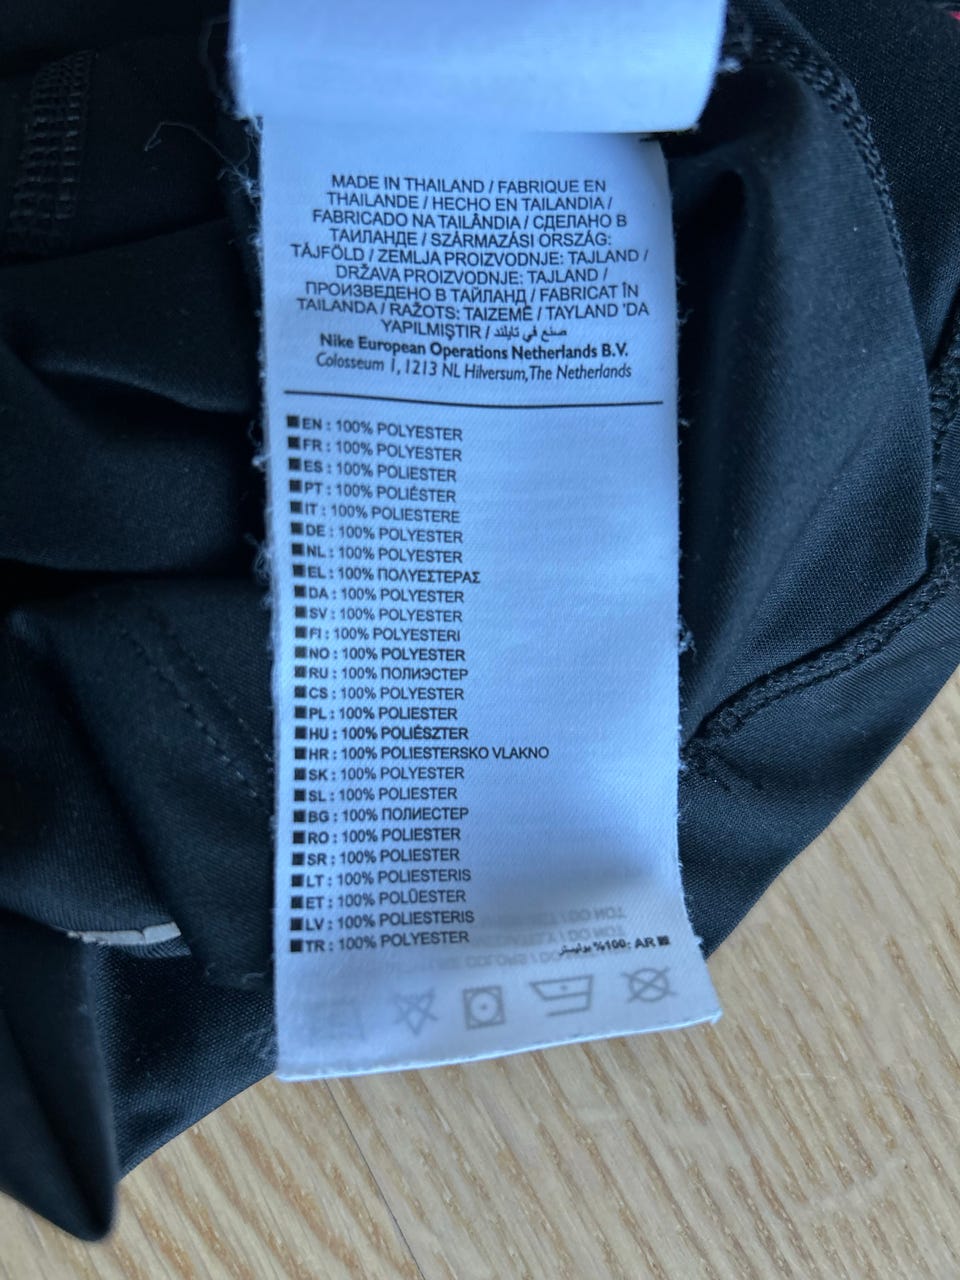 MADE IN THAILAND / FABRIQUE EN
THAILANDE / HECHO EN TAILANDIA /
FABRICADO NA TAILÂNDIA / СДЕЛАНО В
ТАИЛАНДЕ / SZÁRMAZÁSI ORSZÁG:
TÁJFÖLD / ZEMLJA PROIZVODNJE: TAJLAND /
DRŽAVA PROIZVODNJE: TAJLAND /
ПРОИЗВЕДЕНО В ТАЙЛАНД / FABRICAT ÎN
TAILANDA / RAŽOTS: TAIZEMĒ / TAYLAND 'DA
YAPILMIŞTIR / صنع في تايلند
Nike European Operations Netherlands B.V.
Colosseum 1, 1213 NL Hilversum, The Netherlands
EN : 100% POLYESTER
FR : 100% POLYESTER
ES : 100% POLIESTER
PT : 100% POLIÉSTER
IT : 100% POLIESTERE
DE : 100% POLYESTER
NL : 100% POLYESTER
EL : 100% ΠΟΛΥΕΣΤΕΡΑΣ
DA : 100% POLYESTER
SV : 100% POLYESTER
FI : 100% POLYESTERI
NO : 100% POLYESTER
RU : 100% ПОЛИЭСТЕР
CS : 100% POLYESTER
PL : 100% POLIESTER
HU : 100% POLIÉSZTER
HR : 100% POLIESTERSKO VLAKNO
SK : 100% POLYESTER
SL : 100% POLIESTER
BG : 100% ПОЛИЕСТЕР
RO : 100% POLIESTER
SR : 100% POLIESTER
LT : 100% POLIESTERIS
ET : 100% POLÜESTER
LV : 100% POLIESTERIS
TR : 100% POLYESTER
AR :100% بوليستر